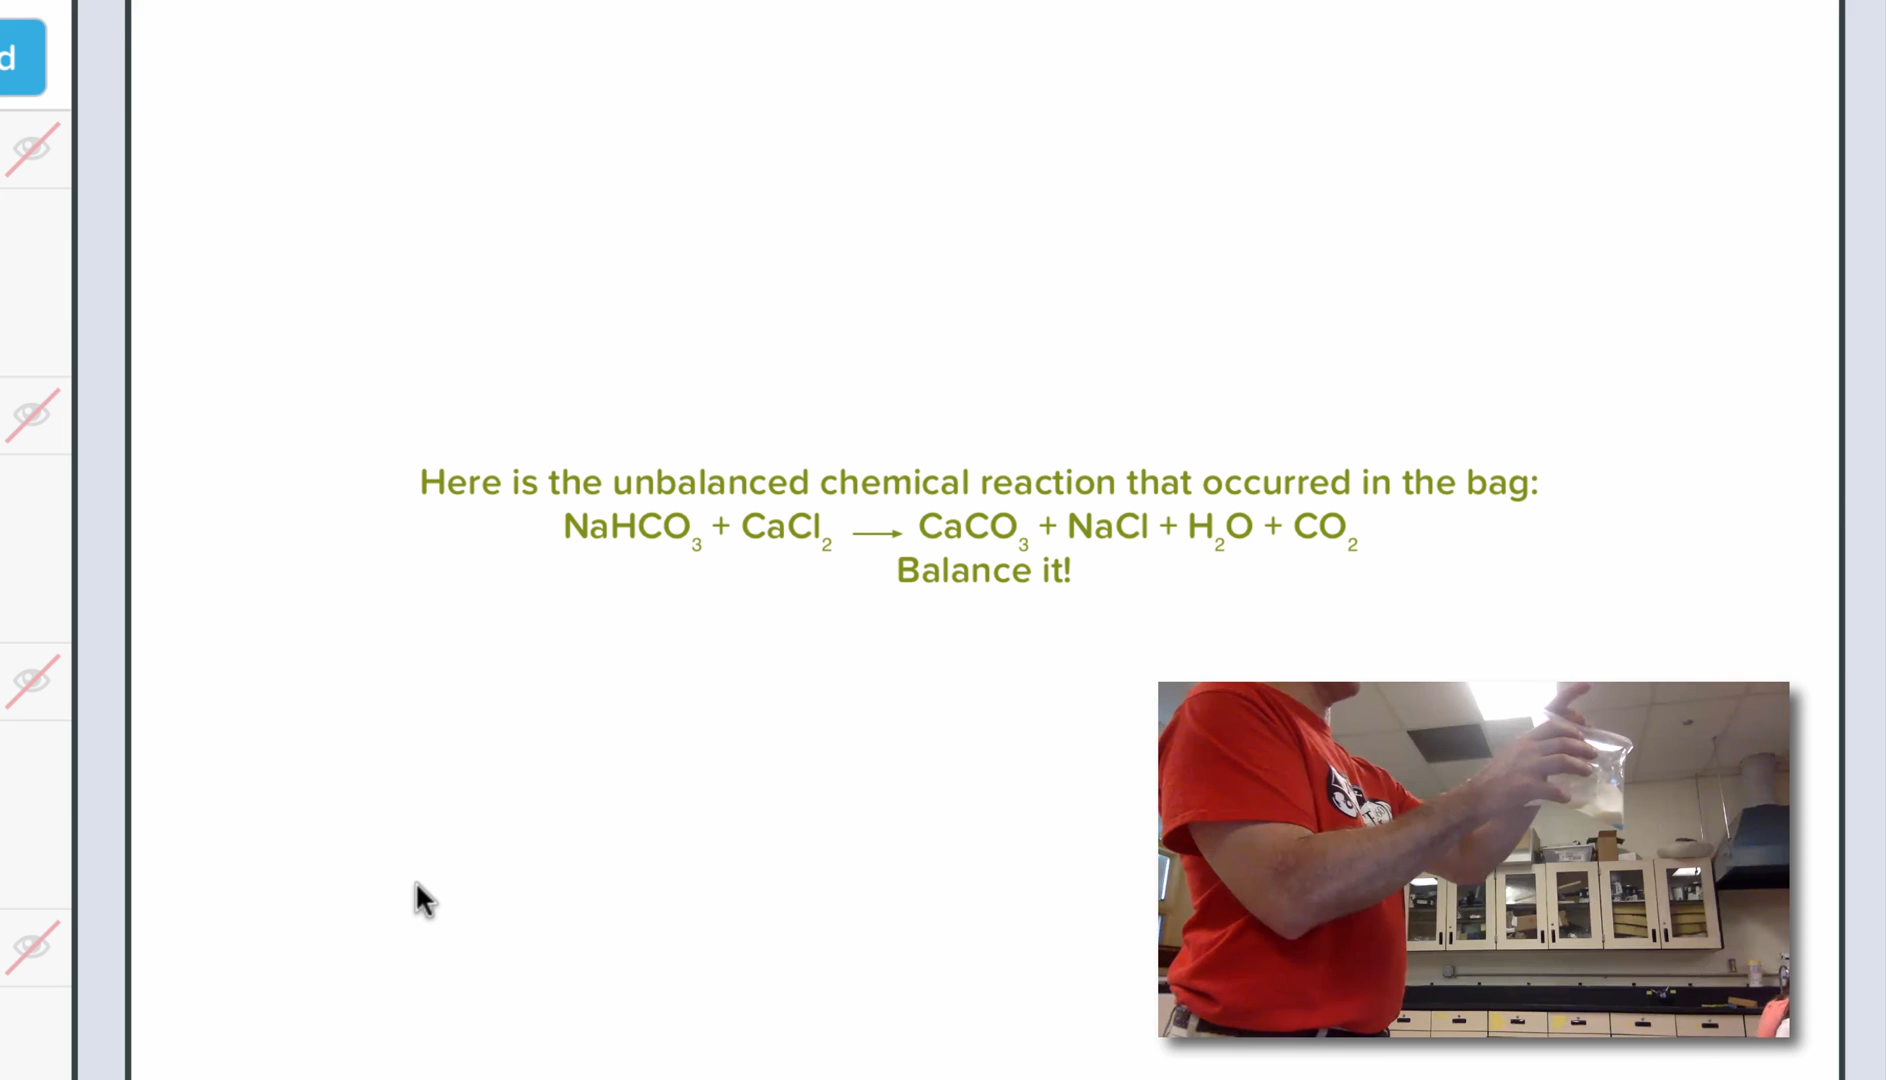 d
Here is the unbalanced chemical reaction that occurred in the bag:
NaHCO₃ + CaCl₂ ⟶ CaCO₃ + NaCl + H₂O + CO₂
Balance it!